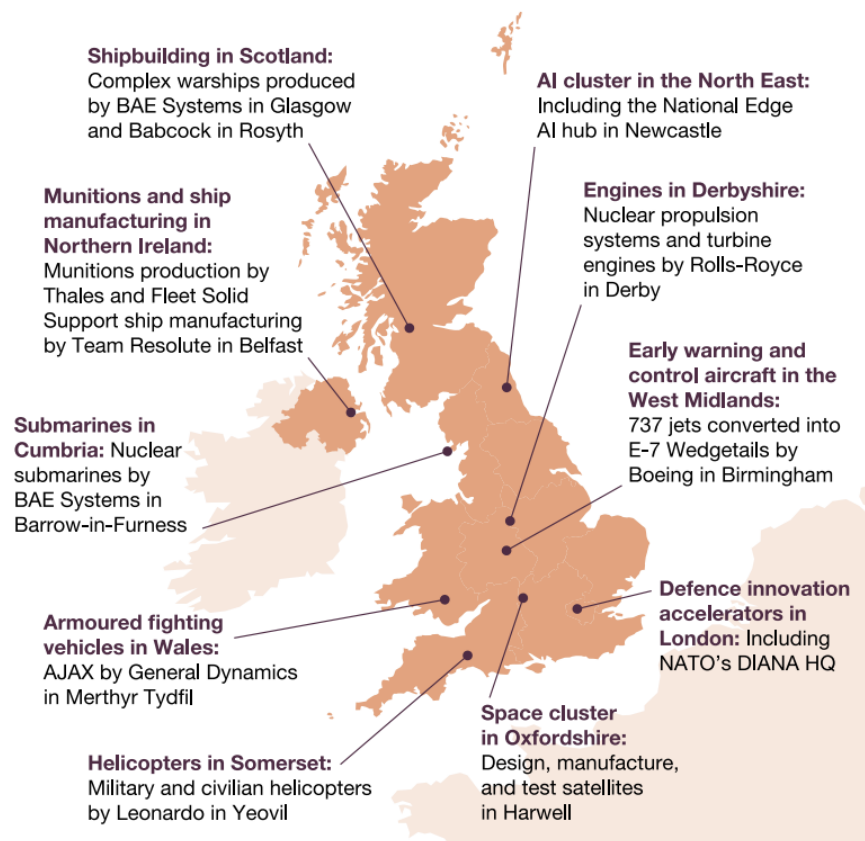 Shipbuilding in Scotland:
Complex warships produced
by BAE Systems in Glasgow
and Babcock in Rosyth
AI cluster in the North East:
Including the National Edge
AI hub in Newcastle
Munitions and ship
manufacturing in
Northern Ireland:
Munitions production by
Thales and Fleet Solid
Support ship manufacturing
by Team Resolute in Belfast
Engines in Derbyshire:
Nuclear propulsion
systems and turbine
engines by Rolls-Royce
in Derby
Early warning and
control aircraft in the
West Midlands:
737 jets converted into
E-7 Wedgetails by
Boeing in Birmingham
Submarines in
Cumbria: Nuclear
submarines by
BAE Systems in
Barrow-in-Furness
Defence innovation
accelerators in
London: Including
NATO's DIANA HQ
Armoured fighting
vehicles in Wales:
AJAX by General Dynamics
in Merthyr Tydfil
Space cluster
in Oxfordshire:
Design, manufacture,
and test satellites
in Harwell
Helicopters in Somerset:
Military and civilian helicopters
by Leonardo in Yeovil